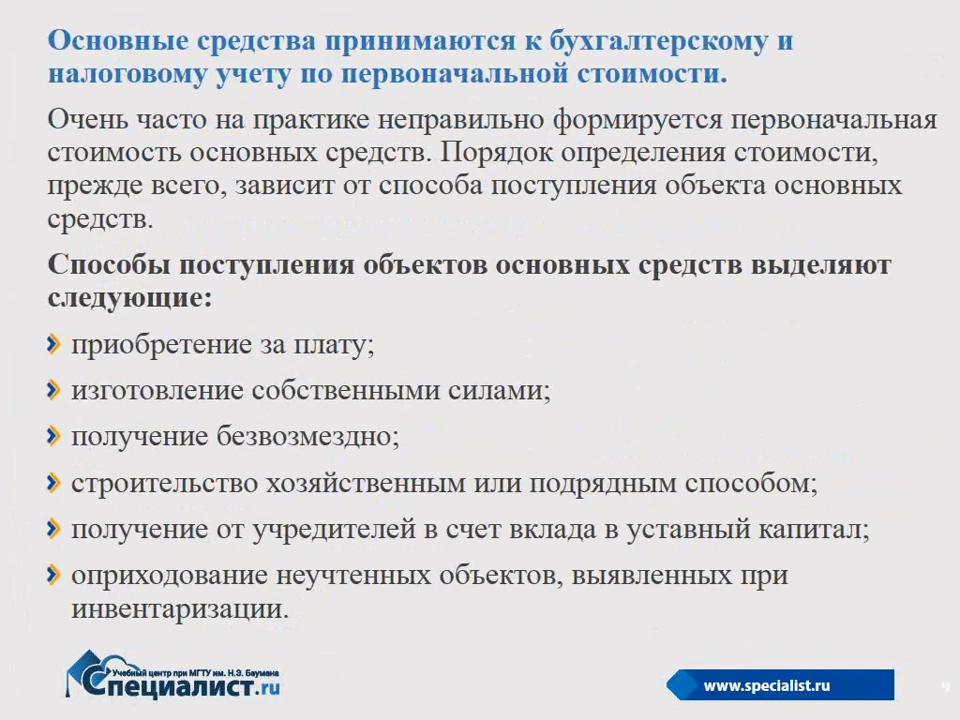 Основные средства принимаются к бухгалтерскому и
налоговому учету по первоначальной стоимости.
Очень часто на практике неправильно формируется первоначальная
стоимость основных средств. Порядок определения стоимости,
прежде всего, зависит от способа поступления объекта основных
средств.
Способы поступления объектов основных средств выделяют
следующие:
приобретение за плату;
изготовление собственными силами;
получение безвозмездно;
строительство хозяйственным или подрядным способом;
получение от учредителей в счет вклада в уставный капитал;
оприходование неучтенных объектов, выявленных при
инвентаризации.
Учебный центр при МГТУ им. Н.Э. Баумана
Специалист.ru
www.specialist.ru
9